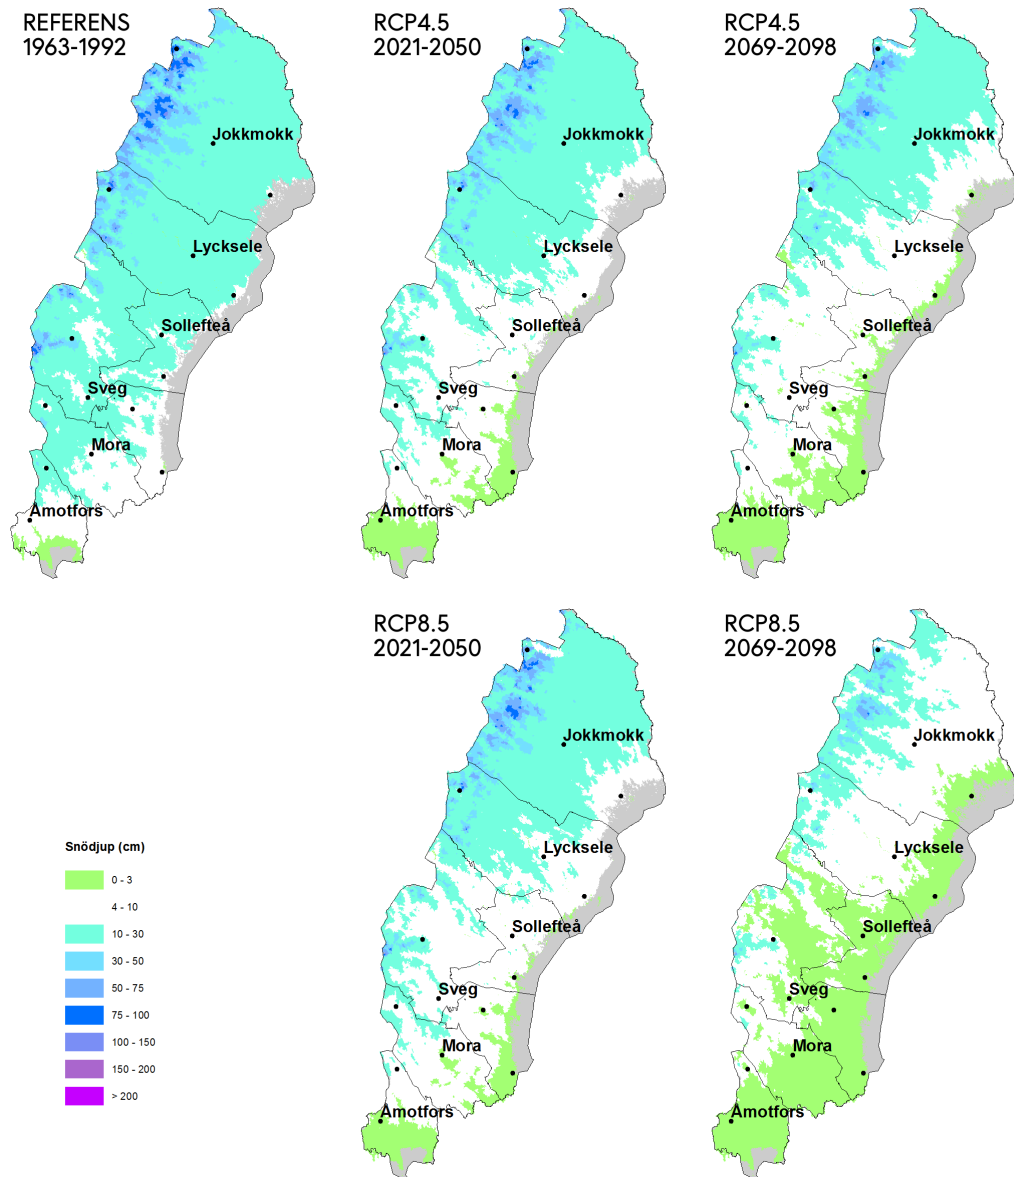 REFERENS
1963-1992
Jokkmokk
Lycksele
Sollefteå
Sveg
Mora
Åmotfors
RCP4.5
2021-2050
Jokkmokk
Lycksele
Sollefteå
Sveg
Mora
Åmotfors
RCP4.5
2069-2098
Jokkmokk
Lycksele
Sollefteå
Sveg
Mora
Åmotfors
RCP8.5
2021-2050
Jokkmokk
Lycksele
Sollefteå
Sveg
Mora
Åmotfors
RCP8.5
2069-2098
Jokkmokk
Lycksele
Sollefteå
Sveg
Mora
Åmotfors
Snödjup (cm)
0 - 3
4 - 10
10 - 30
30 - 50
50 - 75
75 - 100
100 - 150
150 - 200
> 200